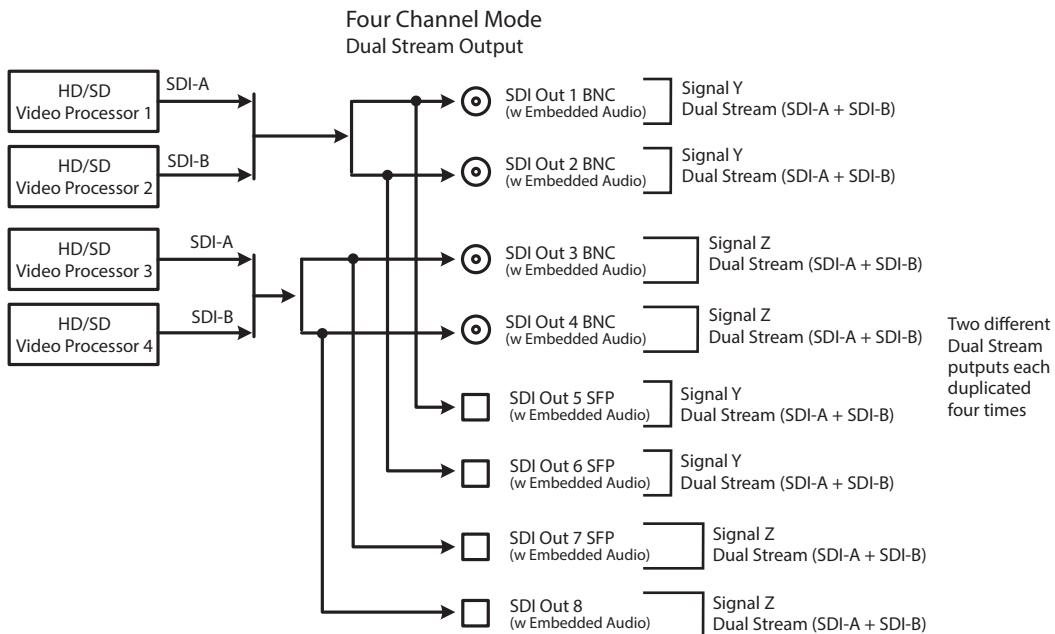 Four Channel Mode
Dual Stream Output
HD/SD
Video Processor 1
SDI-A
SDI Out 1 BNC
(w Embedded Audio)
Signal Y
Dual Stream (SDI-A + SDI-B)
HD/SD
Video Processor 2
SDI-B
SDI Out 2 BNC
(w Embedded Audio)
Signal Y
Dual Stream (SDI-A + SDI-B)
HD/SD
Video Processor 3
SDI-A
SDI Out 3 BNC
(w Embedded Audio)
Signal Z
Dual Stream (SDI-A + SDI-B)
HD/SD
Video Processor 4
SDI-B
SDI Out 4 BNC
(w Embedded Audio)
Signal Z
Dual Stream (SDI-A + SDI-B)
Two different
Dual Stream
putputs each
duplicated
four times
SDI Out 5 SFP
(w Embedded Audio)
Signal Y
Dual Stream (SDI-A + SDI-B)
SDI Out 6 SFP
(w Embedded Audio)
Signal Y
Dual Stream (SDI-A + SDI-B)
SDI Out 7 SFP
(w Embedded Audio)
Signal Z
Dual Stream (SDI-A + SDI-B)
SDI Out 8
(w Embedded Audio)
Signal Z
Dual Stream (SDI-A + SDI-B)